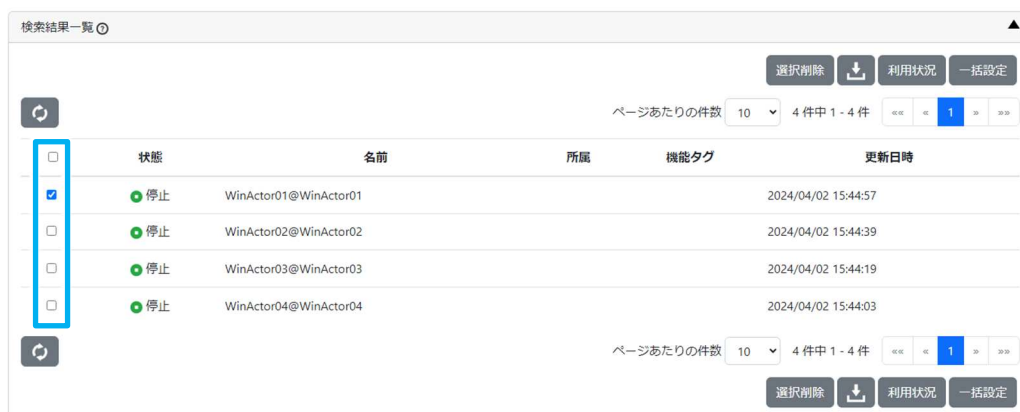 検索結果一覧 ?
選択削除 利用状況 一括設定
ページあたりの件数 10 4 件中 1 - 4 件 «« « 1 » »»
状態 名前 所属 機能タグ 更新日時
停止 WinActor01@WinActor01 2024/04/02 15:44:57
停止 WinActor02@WinActor02 2024/04/02 15:44:39
停止 WinActor03@WinActor03 2024/04/02 15:44:19
停止 WinActor04@WinActor04 2024/04/02 15:44:03
ページあたりの件数 10 4 件中 1 - 4 件 «« « 1 » »»
選択削除 利用状況 一括設定